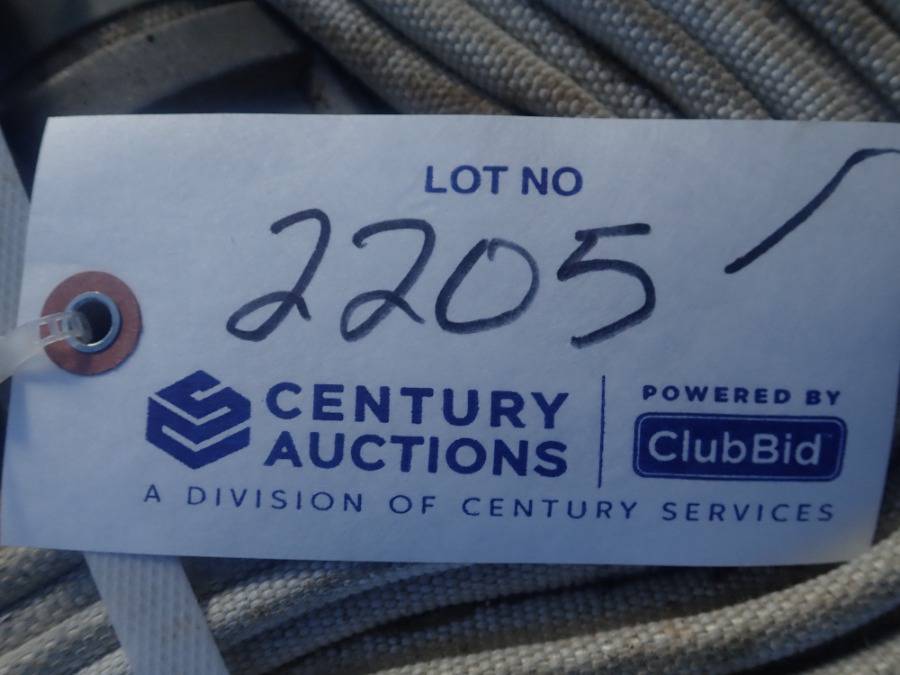 LOT NO
2205
CENTURY
AUCTIONS
POWERED BY
ClubBid
A DIVISION OF CENTURY SERVICES